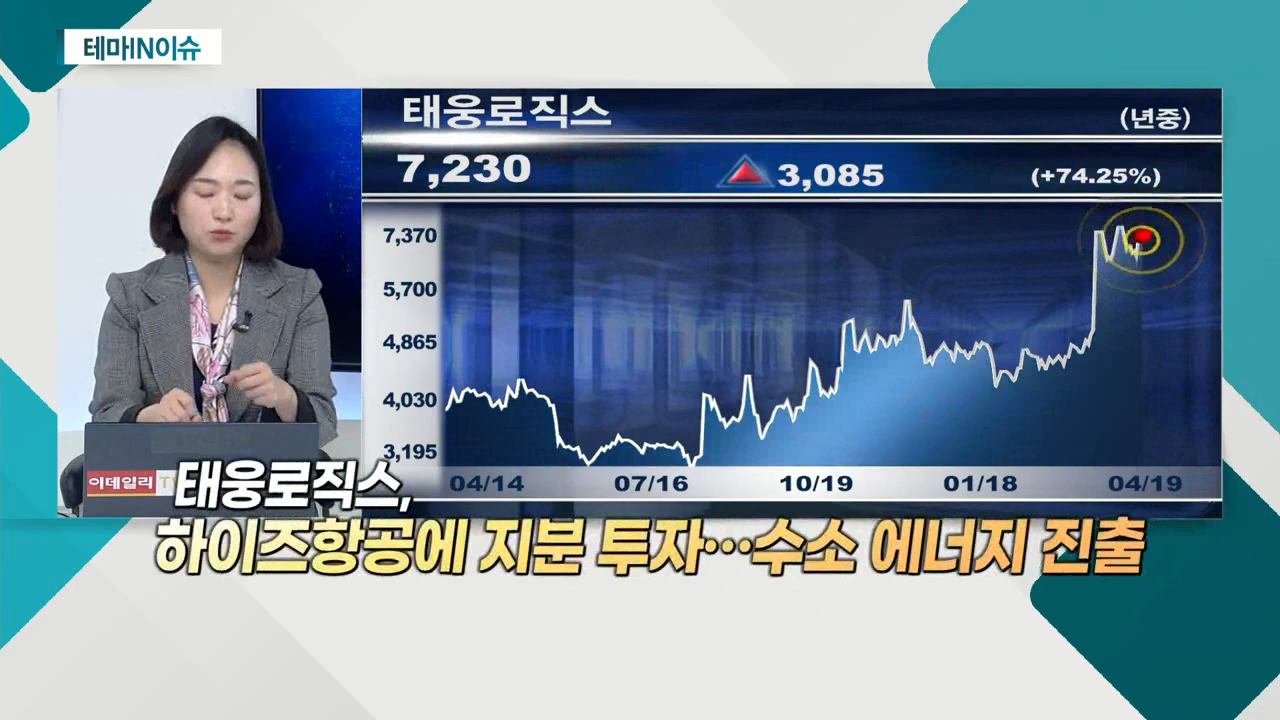 테마IN이슈
태웅로직스
(년중)
7,230
3,085
(+74.25%)
7,370
5,700
4,865
4,030
3,195
04/14
07/16
10/19
01/18
04/19
이데일리 TV
태웅로직스,
하이즈항공에 지분 투자…수소 에너지 진출